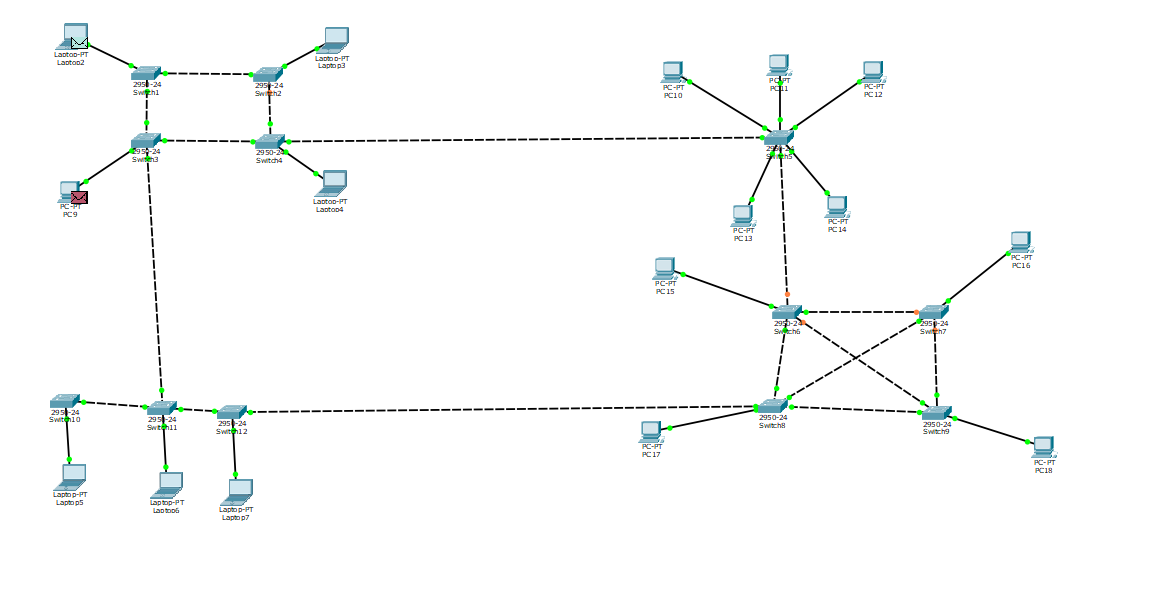 Laptop-PT
Laptop2
2950-24
Switch1
2950-24
Switch2
Laptop-PT
Laptop3
2950-24
Switch3
2950-24
Switch4
PC-PT
PC9
Laptop-PT
Laptop4
PC-PT
PC10
PC-PT
PC11
PC-PT
PC12
2950-24
Switch5
PC-PT
PC13
PC-PT
PC14
PC-PT
PC15
PC-PT
PC16
2950-24
Switch6
2950-24
Switch7
2950-24
Switch10
2950-24
Switch11
2950-24
Switch12
2950-24
Switch8
2950-24
Switch9
PC-PT
PC17
PC-PT
PC18
Laptop-PT
Laptop5
Laptop-PT
Laptop6
Laptop-PT
Laptop7